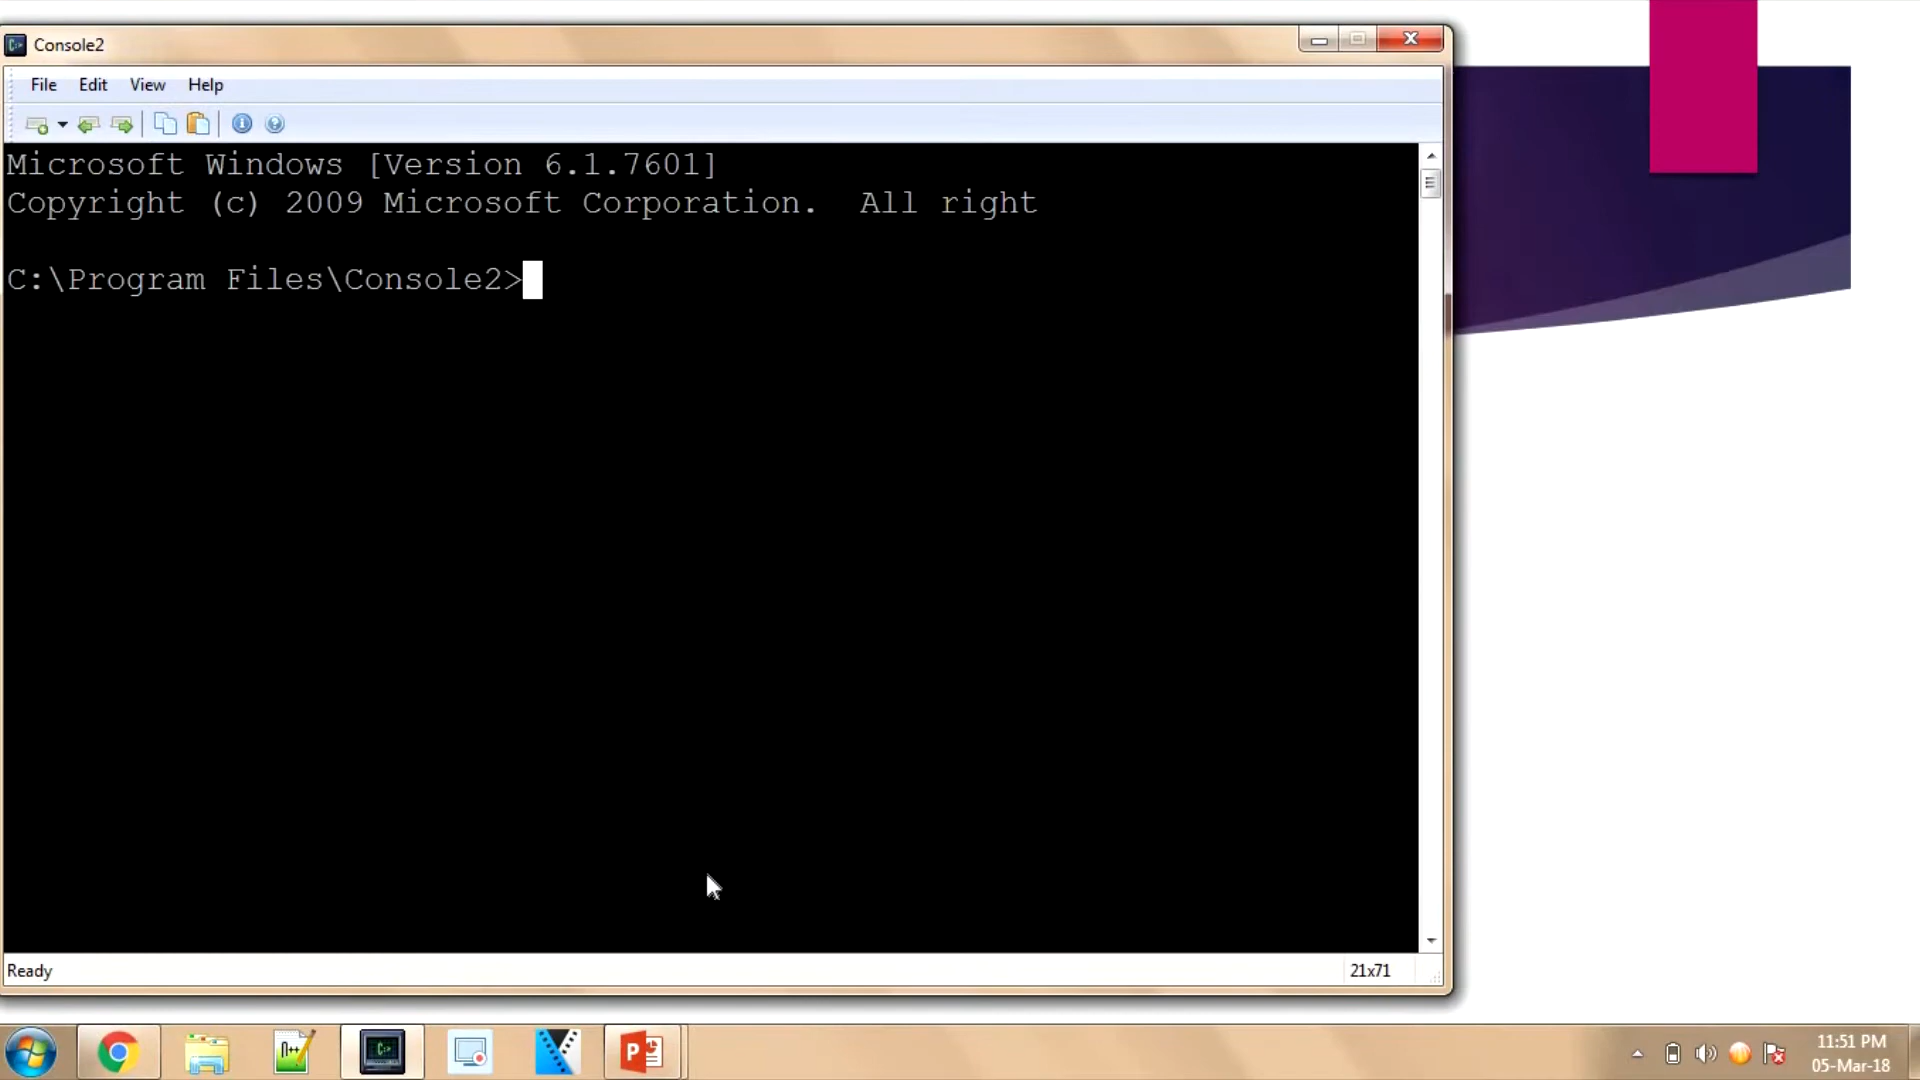 Console2
File Edit View Help
Microsoft Windows [Version 6.1.7601]
Copyright (c) 2009 Microsoft Corporation.  All right
C:\Program Files\Console2>
Ready
21x71
11:51 PM
05-Mar-18